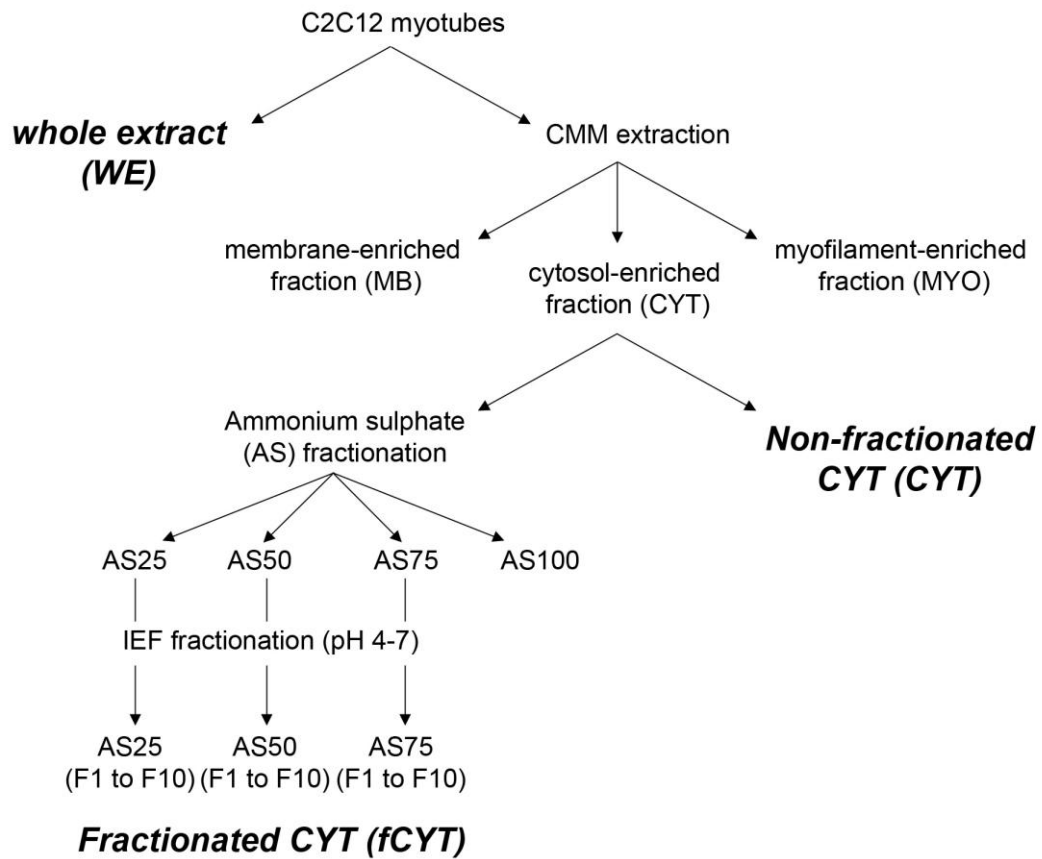 C2C12 myotubes
whole extract
(WE)
CMM extraction
membrane-enriched
fraction (MB)
cytosol-enriched
fraction (CYT)
myofilament-enriched
fraction (MYO)
Ammonium sulphate
(AS) fractionation
Non-fractionated
CYT (CYT)
AS25
AS50
AS75
AS100
IEF fractionation (pH 4-7)
AS25
(F1 to F10)
AS50
(F1 to F10)
AS75
(F1 to F10)
Fractionated CYT (fCYT)